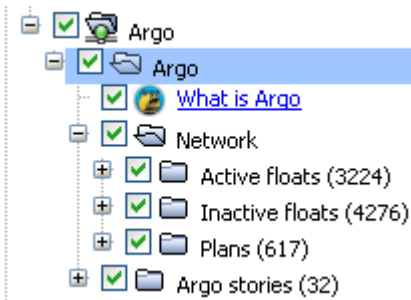 Argo
Argo
What is Argo
Network
Active floats (3224)
Inactive floats (4276)
Plans (617)
Argo stories (32)